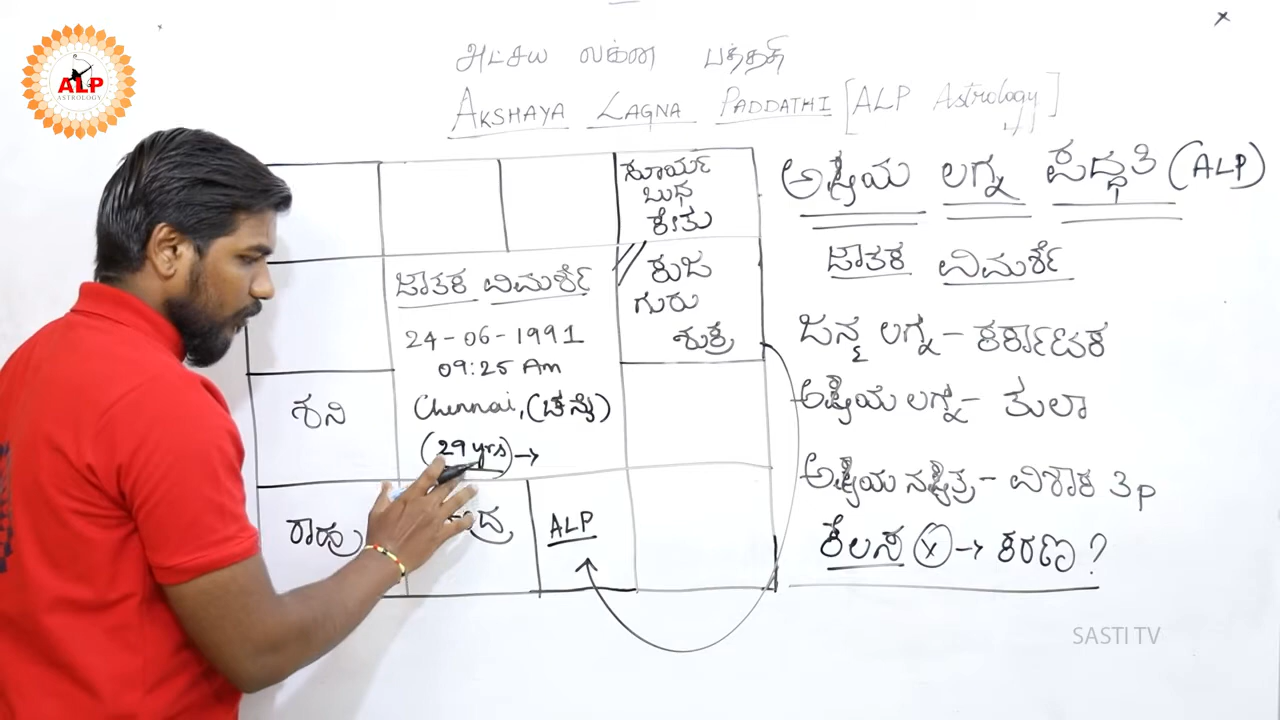 ALP
ASTROLOGY
அட்சய லக்ன பத்ததி
AKSHAYA LAGNA PADDATHI [ALP Astrology]
ಸೂರ್ಯ
ಬುಧ
ಕೇತು
ಕುಜ
ಗುರು
ಶುಕ್ರ
ಜಾತಕ ವಿಮರ್ಶೆ
24-06-1991
09:25 Am
Chennai, (ಚೆನ್ನೈ)
(29 yrs) →
ಶನಿ
ರಾಹು
ALP
ಅಕ್ಷಯ ಲಗ್ನ ಪದ್ಧತಿ (ALP)
ಜಾತಕ ವಿಮರ್ಶೆ
ಜನ್ಮ ಲಗ್ನ - ಕರ್ಕಾಟಕ
ಅಕ್ಷಯ ಲಗ್ನ - ತುಲಾ
ಅಕ್ಷಯ ನಕ್ಷತ್ರ - ವಿಶಾಕ 3p
ಕೆಲಸ (x) → ಕರಣ ?
SASTI TV